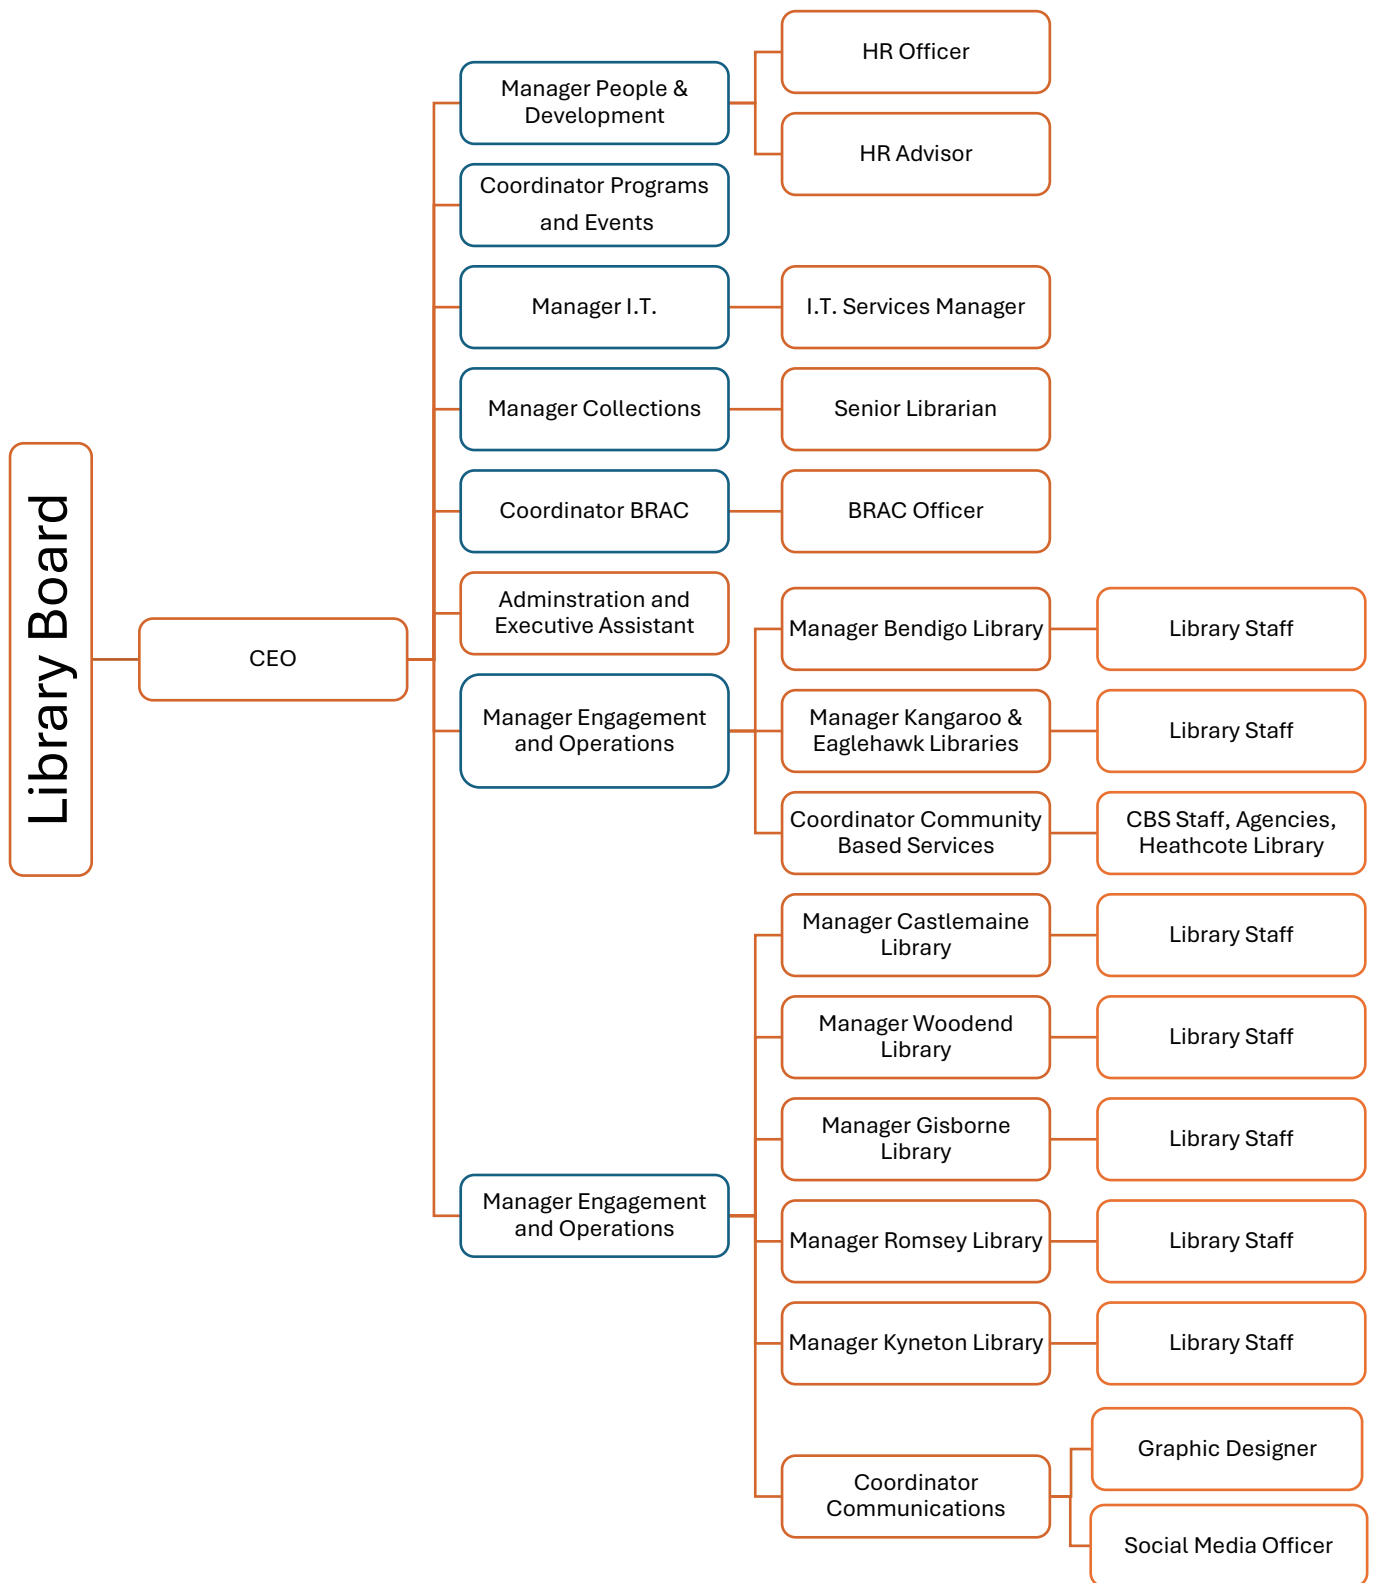 Library Board
CEO
Manager People &
Development
HR Officer
HR Advisor
Coordinator Programs
and Events
Manager I.T.
I.T. Services Manager
Manager Collections
Senior Librarian
Coordinator BRAC
BRAC Officer
Adminstration and
Executive Assistant
Manager Engagement
and Operations
Manager Bendigo Library
Library Staff
Manager Kangaroo &
Eaglehawk Libraries
Library Staff
Coordinator Community
Based Services
CBS Staff, Agencies,
Heathcote Library
Manager Engagement
and Operations
Manager Castlemaine
Library
Library Staff
Manager Woodend
Library
Library Staff
Manager Gisborne
Library
Library Staff
Manager Romsey Library
Library Staff
Manager Kyneton Library
Library Staff
Coordinator
Communications
Graphic Designer
Social Media Officer